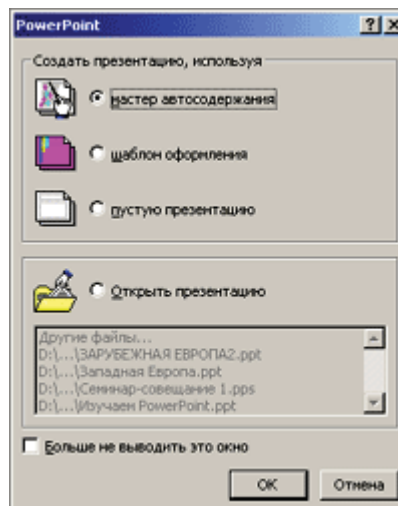 PowerPoint
Создать презентацию, используя
мастер автосодержания
шаблон оформления
пустую презентацию
Открыть презентацию
Другие файлы...
D:\...\ЗАРУБЕЖНАЯ ЕВРОПА2.ppt
D:\...\Западная Европа.ppt
D:\...\Семинар-совещание 1.pps
D:\...\Изучаем PowerPoint.ppt
Больше не выводить это окно
OK Отмена